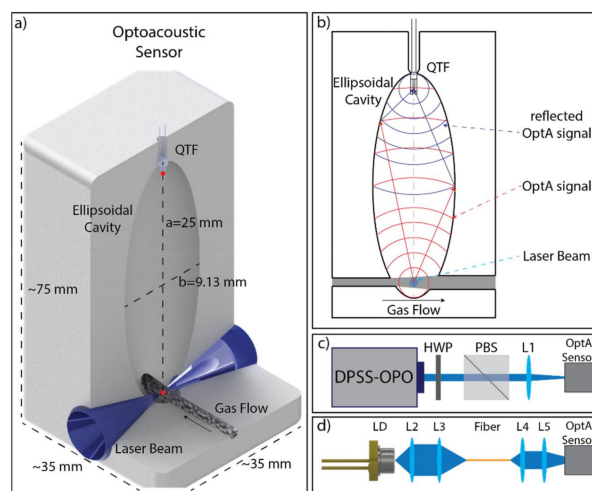 a)
Optoacoustic
Sensor
QTF
Ellipsoidal
Cavity
a=25 mm
b=9.13 mm
~75 mm
Gas Flow
Laser Beam
~35 mm
~35 mm
b)
QTF
Ellipsoidal
Cavity
reflected
OptA signal
OptA signal
Laser Beam
Gas Flow
c)
HWP
PBS
L1
OptA
Sensor
DPSS-OPO
d)
LD
L2
L3
Fiber
L4
L5
OptA
Sensor